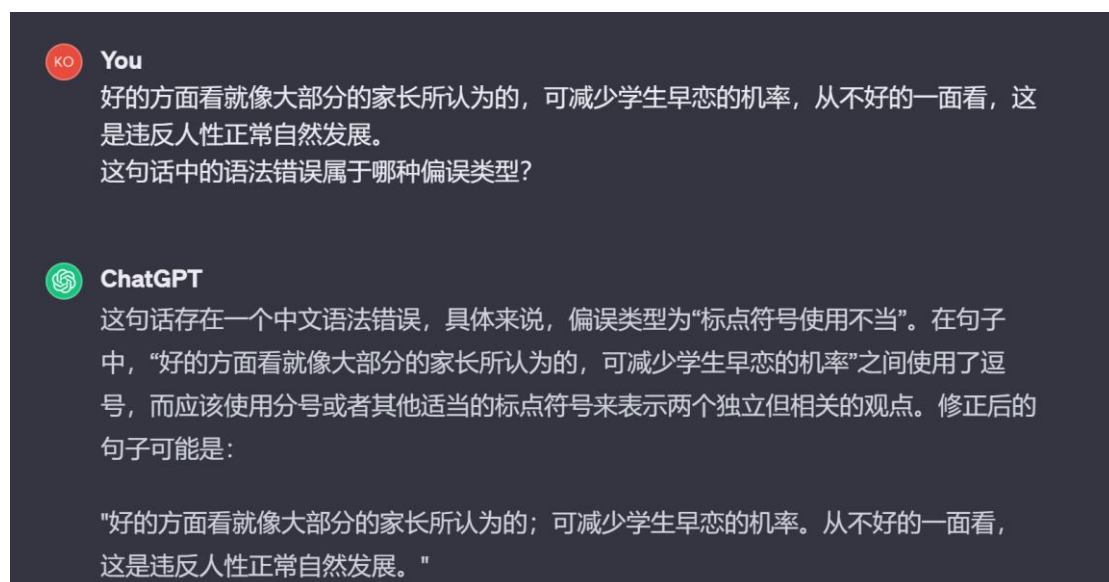 KO
You
好的方面看就像大部分的家长所认为的，可减少学生早恋的机率，从不好的一面看，这
是违反人性正常自然发展。
这句话中的语法错误属于哪种偏误类型？
ChatGPT
这句话存在一个中文语法错误，具体来说，偏误类型为“标点符号使用不当”。在句子
中，“好的方面看就像大部分的家长所认为的，可减少学生早恋的机率”之间使用了逗
号，而应该使用分号或者其他适当的标点符号来表示两个独立但相关的观点。修正后的
句子可能是：
"好的方面看就像大部分的家长所认为的；可减少学生早恋的机率。从不好的一面看，
这是违反人性正常自然发展。"